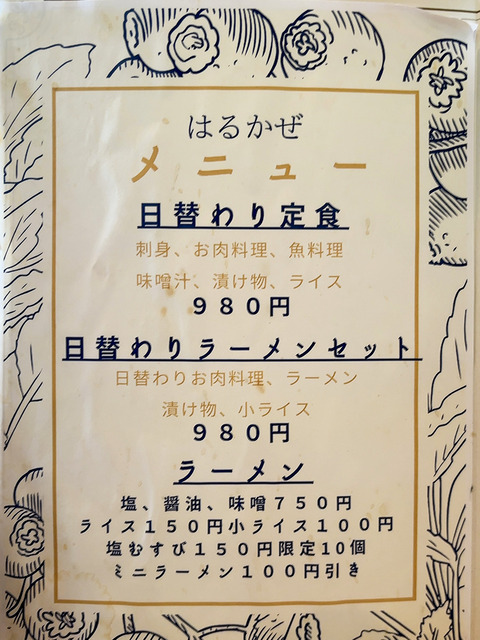 はるかぜ
メニュー
日替わり定食
刺身、お肉料理、魚料理
味噌汁、漬け物、ライス
９８０円
日替わりラーメンセット
日替わりお肉料理、ラーメン
漬け物、小ライス
９８０円
ラーメン
塩、醤油、味噌７５０円
ライス１５０円小ライス１００円
塩むすび１５０円限定10個
ミニラーメン１００円引き